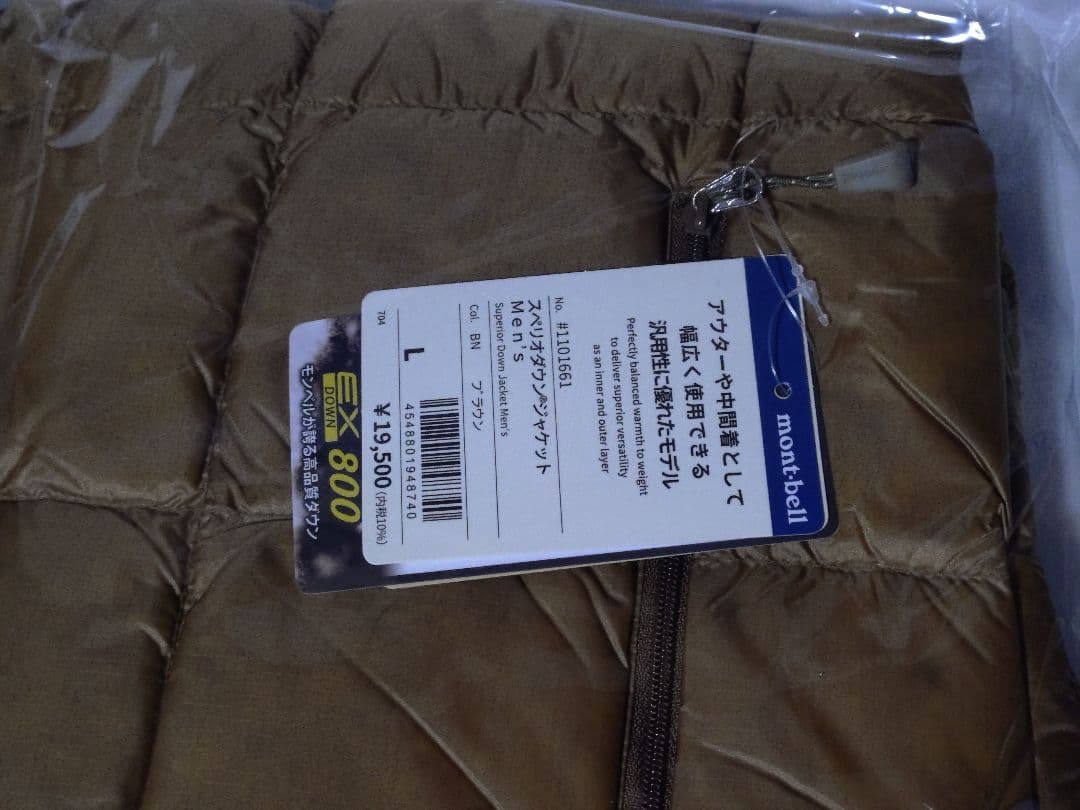 mont-bell
アウターや中間着として
幅広く使用できる
汎用性に優れたモデル
Perfectly balanced warmth to weight
to deliver superior versatility
as an inner and outer layer
No. #1101661
スペリオダウン®ジャケット
Men's
Superior Down Jacket Men's
Col. BN ブラウン
4548801948740
L
¥19,500(内税10%)
704
EX 800
DOWN
モンベルが誇る高品質ダウン